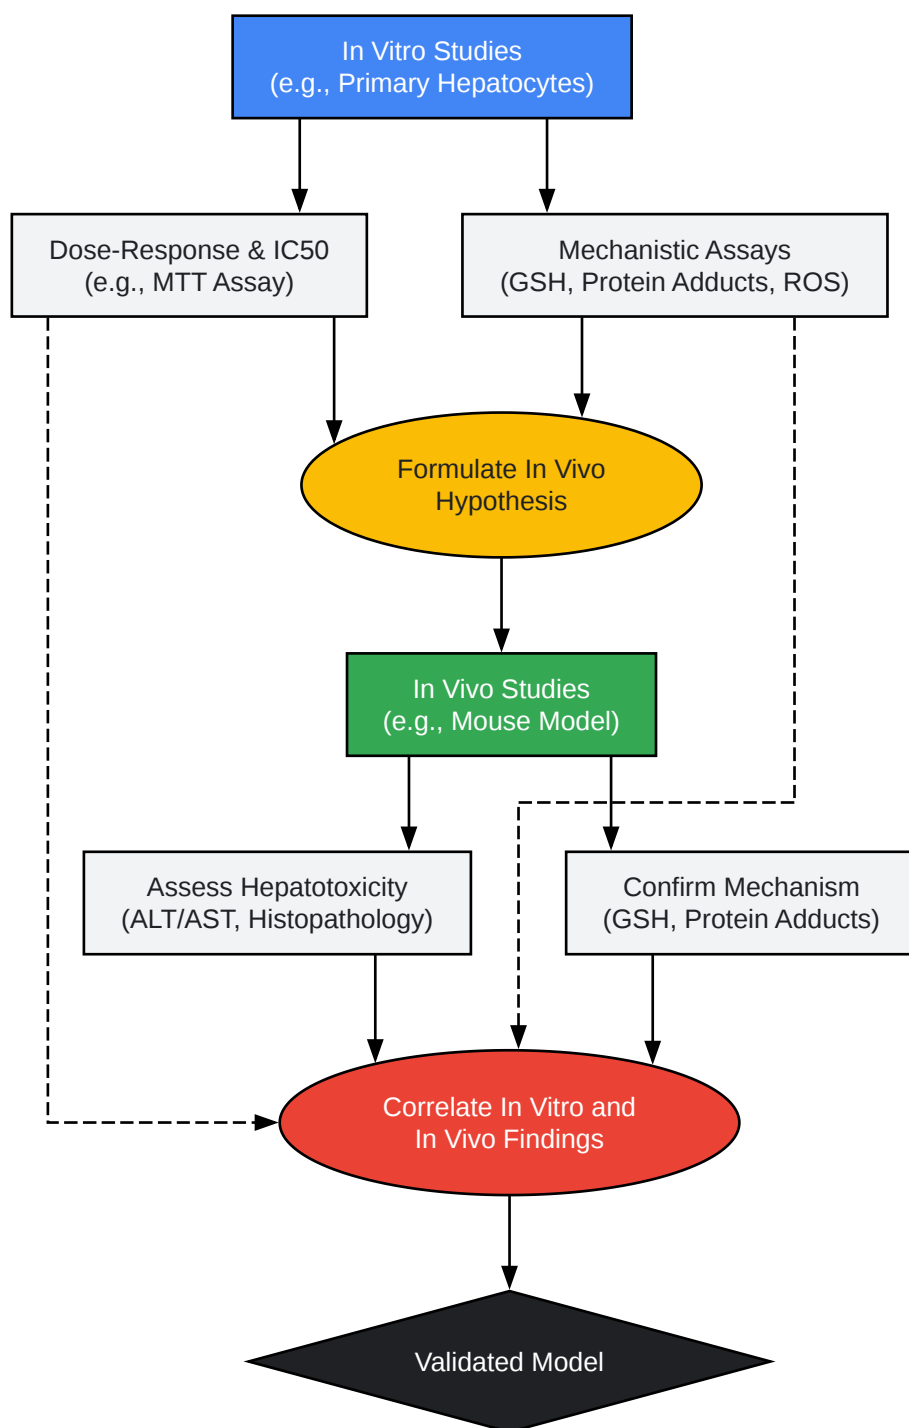 In Vitro Studies
(e.g., Primary Hepatocytes)
Dose-Response & IC50
(e.g., MTT Assay)
Mechanistic Assays
(GSH, Protein Adducts, ROS)
Formulate In Vivo
Hypothesis
In Vivo Studies
(e.g., Mouse Model)
Assess Hepatotoxicity
(ALT/AST, Histopathology)
Confirm Mechanism
(GSH, Protein Adducts)
Correlate In Vitro and
In Vivo Findings
Validated Model